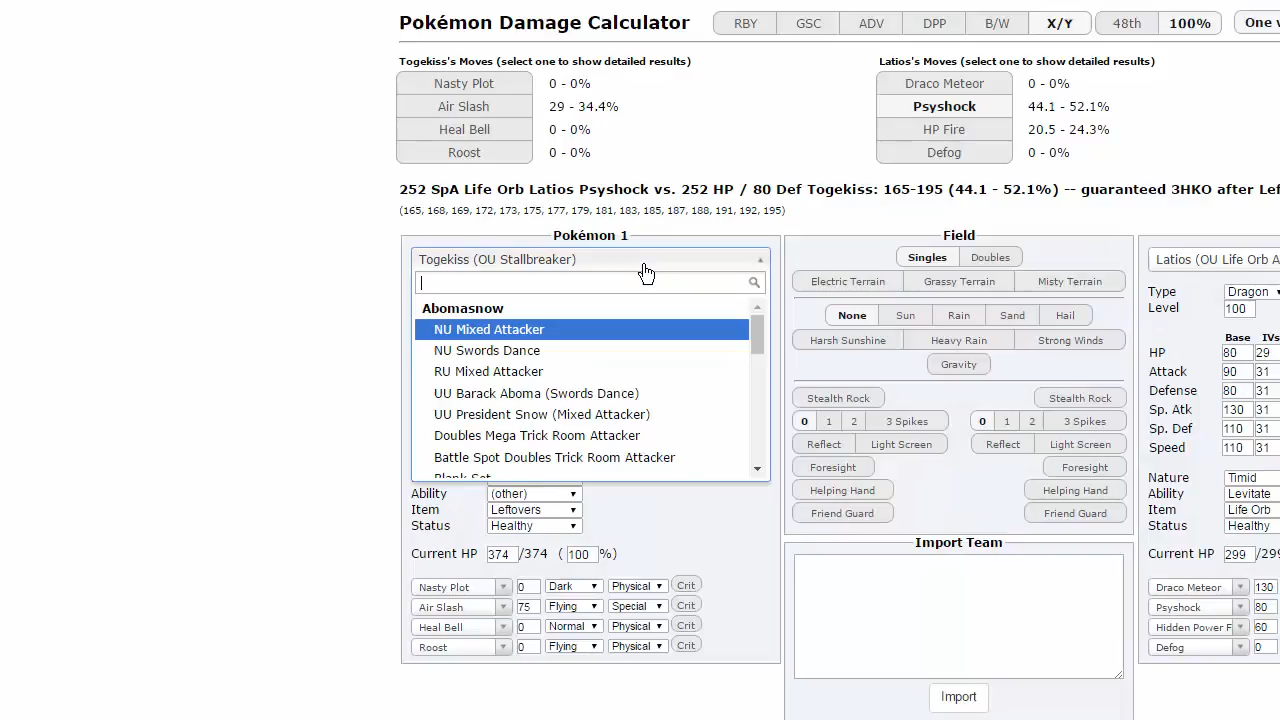 Pokémon Damage Calculator RBY GSC ADV DPP B/W X/Y 48th 100% One v
Togekiss's Moves (select one to show detailed results) Latios's Moves (select one to show detailed results)
Nasty Plot 0 - 0% Draco Meteor 0 - 0%
Air Slash 29 - 34.4% Psyshock 44.1 - 52.1%
Heal Bell 0 - 0% HP Fire 20.5 - 24.3%
Roost 0 - 0% Defog 0 - 0%
252 SpA Life Orb Latios Psyshock vs. 252 HP / 80 Def Togekiss: 165-195 (44.1 - 52.1%) -- guaranteed 3HKO after Lef
(165, 168, 169, 172, 173, 175, 177, 179, 181, 183, 185, 187, 188, 191, 192, 195)
Pokémon 1
Togekiss (OU Stallbreaker)
Abomasnow
NU Mixed Attacker
NU Swords Dance
RU Mixed Attacker
UU Barack Aboma (Swords Dance)
UU President Snow (Mixed Attacker)
Doubles Mega Trick Room Attacker
Battle Spot Doubles Trick Room Attacker
Blank Set
Ability (other)
Item Leftovers
Status Healthy
Current HP 374 /374 ( 100 %)
Nasty Plot 0 Dark Physical Crit
Air Slash 75 Flying Special Crit
Heal Bell 0 Normal Physical Crit
Roost 0 Flying Physical Crit
Field
Singles Doubles
Electric Terrain Grassy Terrain Misty Terrain
None Sun Rain Sand Hail
Harsh Sunshine Heavy Rain Strong Winds
Gravity
Stealth Rock Stealth Rock
0 1 2 3 Spikes 0 1 2 3 Spikes
Reflect Light Screen Reflect Light Screen
Foresight Foresight
Helping Hand Helping Hand
Friend Guard Friend Guard
Import Team
Import
Latios (OU Life Orb A
Type Dragon
Level 100
Base IVs
HP 80 29
Attack 90 31
Defense 80 31
Sp. Atk 130 31
Sp. Def 110 31
Speed 110 31
Nature Timid
Ability Levitate
Item Life Orb
Status Healthy
Current HP 299 /299
Draco Meteor 130
Psyshock 80
Hidden Power F 60
Defog 0